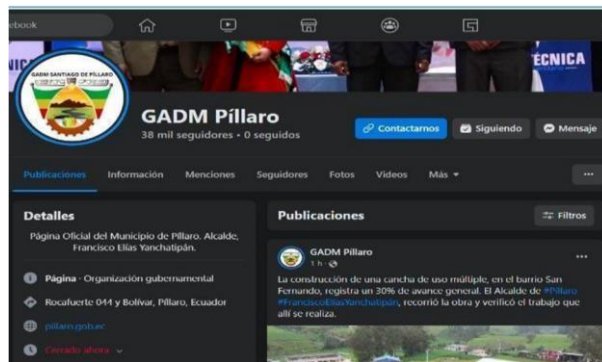 ebook
TÉCNICA
GADM SANTIAGO DE PÍLLARO
GADM Píllaro
38 mil seguidores • 0 seguidos
Contactarnos
Siguiendo
Mensaje
Publicaciones
Información
Menciones
Seguidores
Fotos
Videos
Más
Detalles
Página Oficial del Municipio de Píllaro. Alcalde,
Francisco Elías Yanchatipán.
Página · Organización gubernamental
Rocafuerte 044 y Bolívar, Píllaro, Ecuador
pillaro.gob.ec
Cerrado ahora
Publicaciones
Filtros
GADM Píllaro
1 h ·
La construcción de una cancha de uso múltiple, en el barrio San
Fernando, registra un 30% de avance general. El Alcalde de #Píllaro
#FranciscoElíasYanchatipán, recorrió la obra y verificó el trabajo que
allí se realiza.